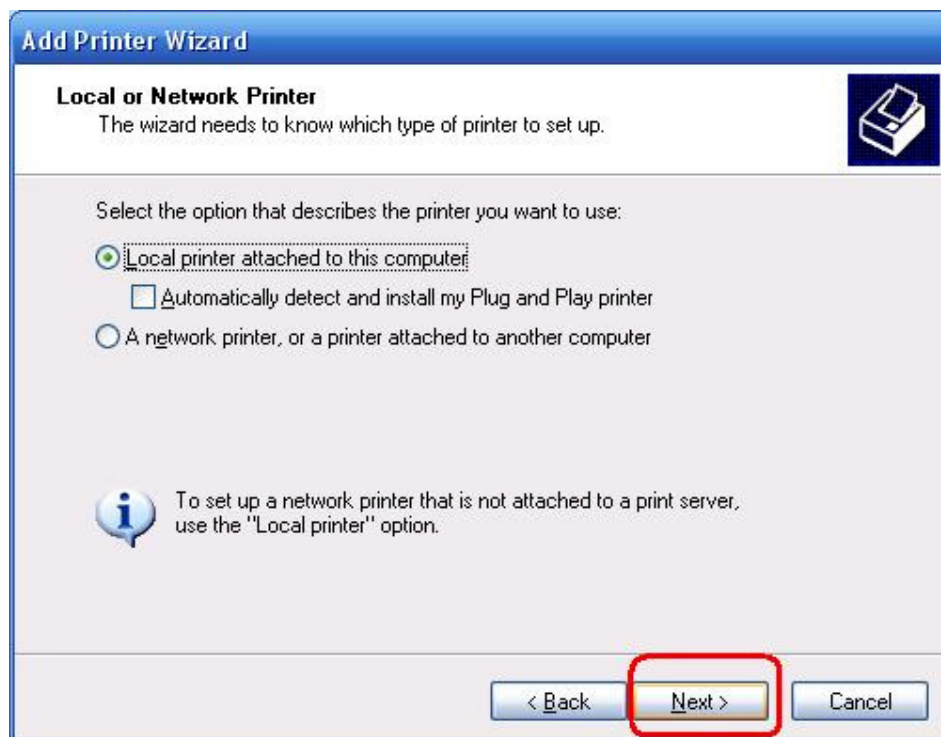 Add Printer Wizard
Local or Network Printer
The wizard needs to know which type of printer to set up.
Select the option that describes the printer you want to use:
Local printer attached to this computer
Automatically detect and install my Plug and Play printer
A network printer, or a printer attached to another computer
To set up a network printer that is not attached to a print server,
use the "Local printer" option.
< Back Next > Cancel